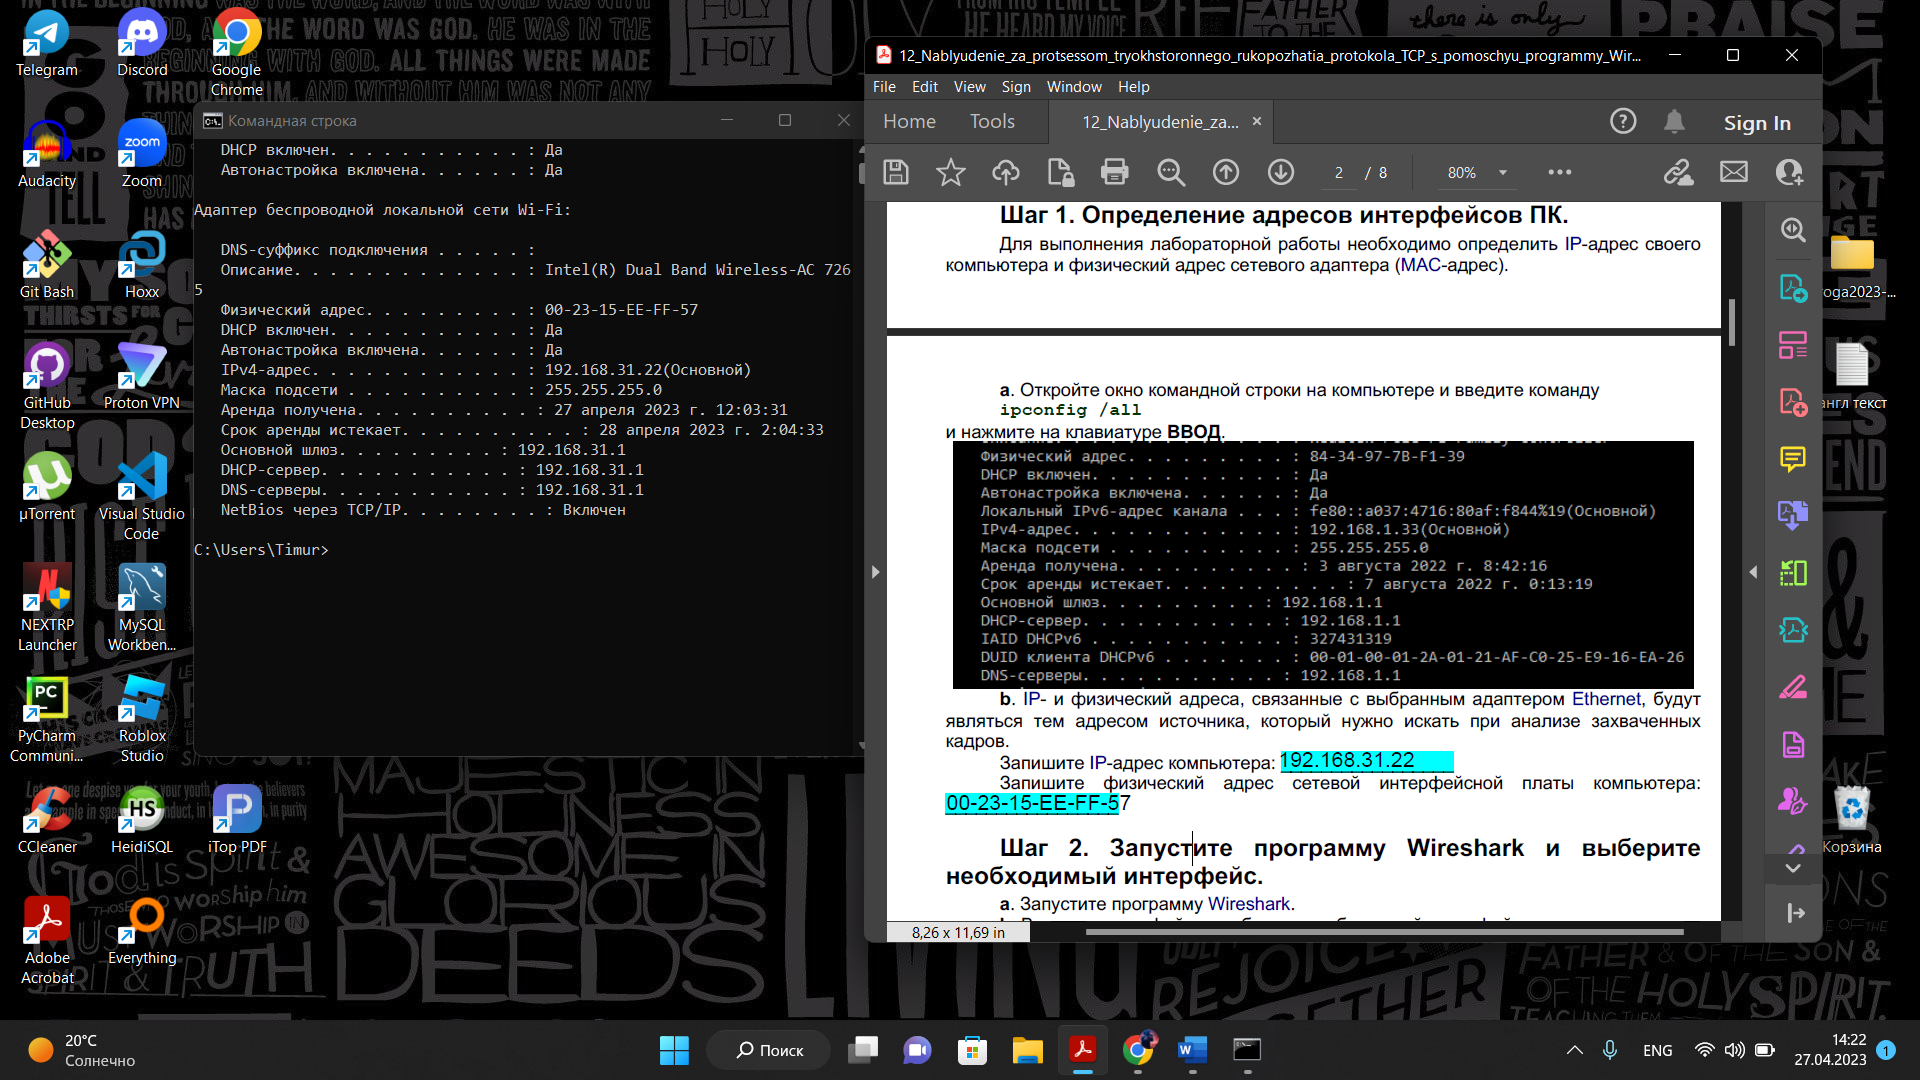 Telegram
Discord
Google
Chrome
Audacity
Zoom
Git Bash
Hoxx
GitHub
Desktop
Proton VPN
µTorrent
Visual Studio
Code
NEXTRP
Launcher
MySQL
Workben...
PyCharm
Communi...
Roblox
Studio
CCleaner
HeidiSQL
iTop PDF
Adobe
Acrobat
Everything
Командная строка
DHCP включен. . . . . . . . . . . : Да
Автонастройка включена. . . . . . : Да
Адаптер беспроводной локальной сети Wi-Fi:
DNS-суффикс подключения . . . . . :
Описание. . . . . . . . . . . . . : Intel(R) Dual Band Wireless-AC 726
5
Физический адрес. . . . . . . . . : 00-23-15-EE-FF-57
DHCP включен. . . . . . . . . . . : Да
Автонастройка включена. . . . . . : Да
IPv4-адрес. . . . . . . . . . . . : 192.168.31.22(Основной)
Маска подсети . . . . . . . . . . : 255.255.255.0
Аренда получена. . . . . . . . . . : 27 апреля 2023 г. 12:03:31
Срок аренды истекает. . . . . . . . . . : 28 апреля 2023 г. 2:04:33
Основной шлюз. . . . . . . . . : 192.168.31.1
DHCP-сервер. . . . . . . . . . . : 192.168.31.1
DNS-серверы. . . . . . . . . . . : 192.168.31.1
NetBios через TCP/IP. . . . . . . . : Включен
C:\Users\Timur>
12_Nablyudenie_za_protsessom_tryokhstoronnego_rukopozhatia_protokola_TCP_s_pomoschyu_programmy_Wir...
File Edit View Sign Window Help
Home Tools 12_Nablyudenie_za... × Sign In
2 / 8 80%
Шаг 1. Определение адресов интерфейсов ПК.
Для выполнения лабораторной работы необходимо определить IP-адрес своего
компьютера и физический адрес сетевого адаптера (MAC-адрес).
a. Откройте окно командной строки на компьютере и введите команду
ipconfig /all
и нажмите на клавиатуре ВВОД.
Физический адрес. . . . . . . . . : 84-34-97-7B-F1-39
DHCP включен. . . . . . . . . . . : Да
Автонастройка включена. . . . . . : Да
Локальный IPv6-адрес канала . . . : fe80::a037:4716:80af:f844%19(Основной)
IPv4-адрес. . . . . . . . . . . . : 192.168.1.33(Основной)
Маска подсети . . . . . . . . . . : 255.255.255.0
Аренда получена. . . . . . . . . . : 3 августа 2022 г. 8:42:16
Срок аренды истекает. . . . . . . . . . : 7 августа 2022 г. 0:13:19
Основной шлюз. . . . . . . . . : 192.168.1.1
DHCP-сервер. . . . . . . . . . . : 192.168.1.1
IAID DHCPv6 . . . . . . . . . . . : 327431319
DUID клиента DHCPv6 . . . . . . . : 00-01-00-01-2A-01-21-AF-C0-25-E9-16-EA-26
DNS-серверы. . . . . . . . . . . : 192.168.1.1
b. IP- и физический адреса, связанные с выбранным адаптером Ethernet, будут
являться тем адресом источника, который нужно искать при анализе захваченных
кадров.
Запишите IP-адрес компьютера: 192.168.31.22
Запишите физический адрес сетевой интерфейсной платы компьютера:
00-23-15-EE-FF-57
Шаг 2. Запустите программу Wireshark и выберите
необходимый интерфейс.
a. Запустите программу Wireshark.
8,26 x 11,69 in
roga2023-...
англ текст
Корзина
20°C
Солнечно
Поиск
ENG
14:22
27.04.2023
1